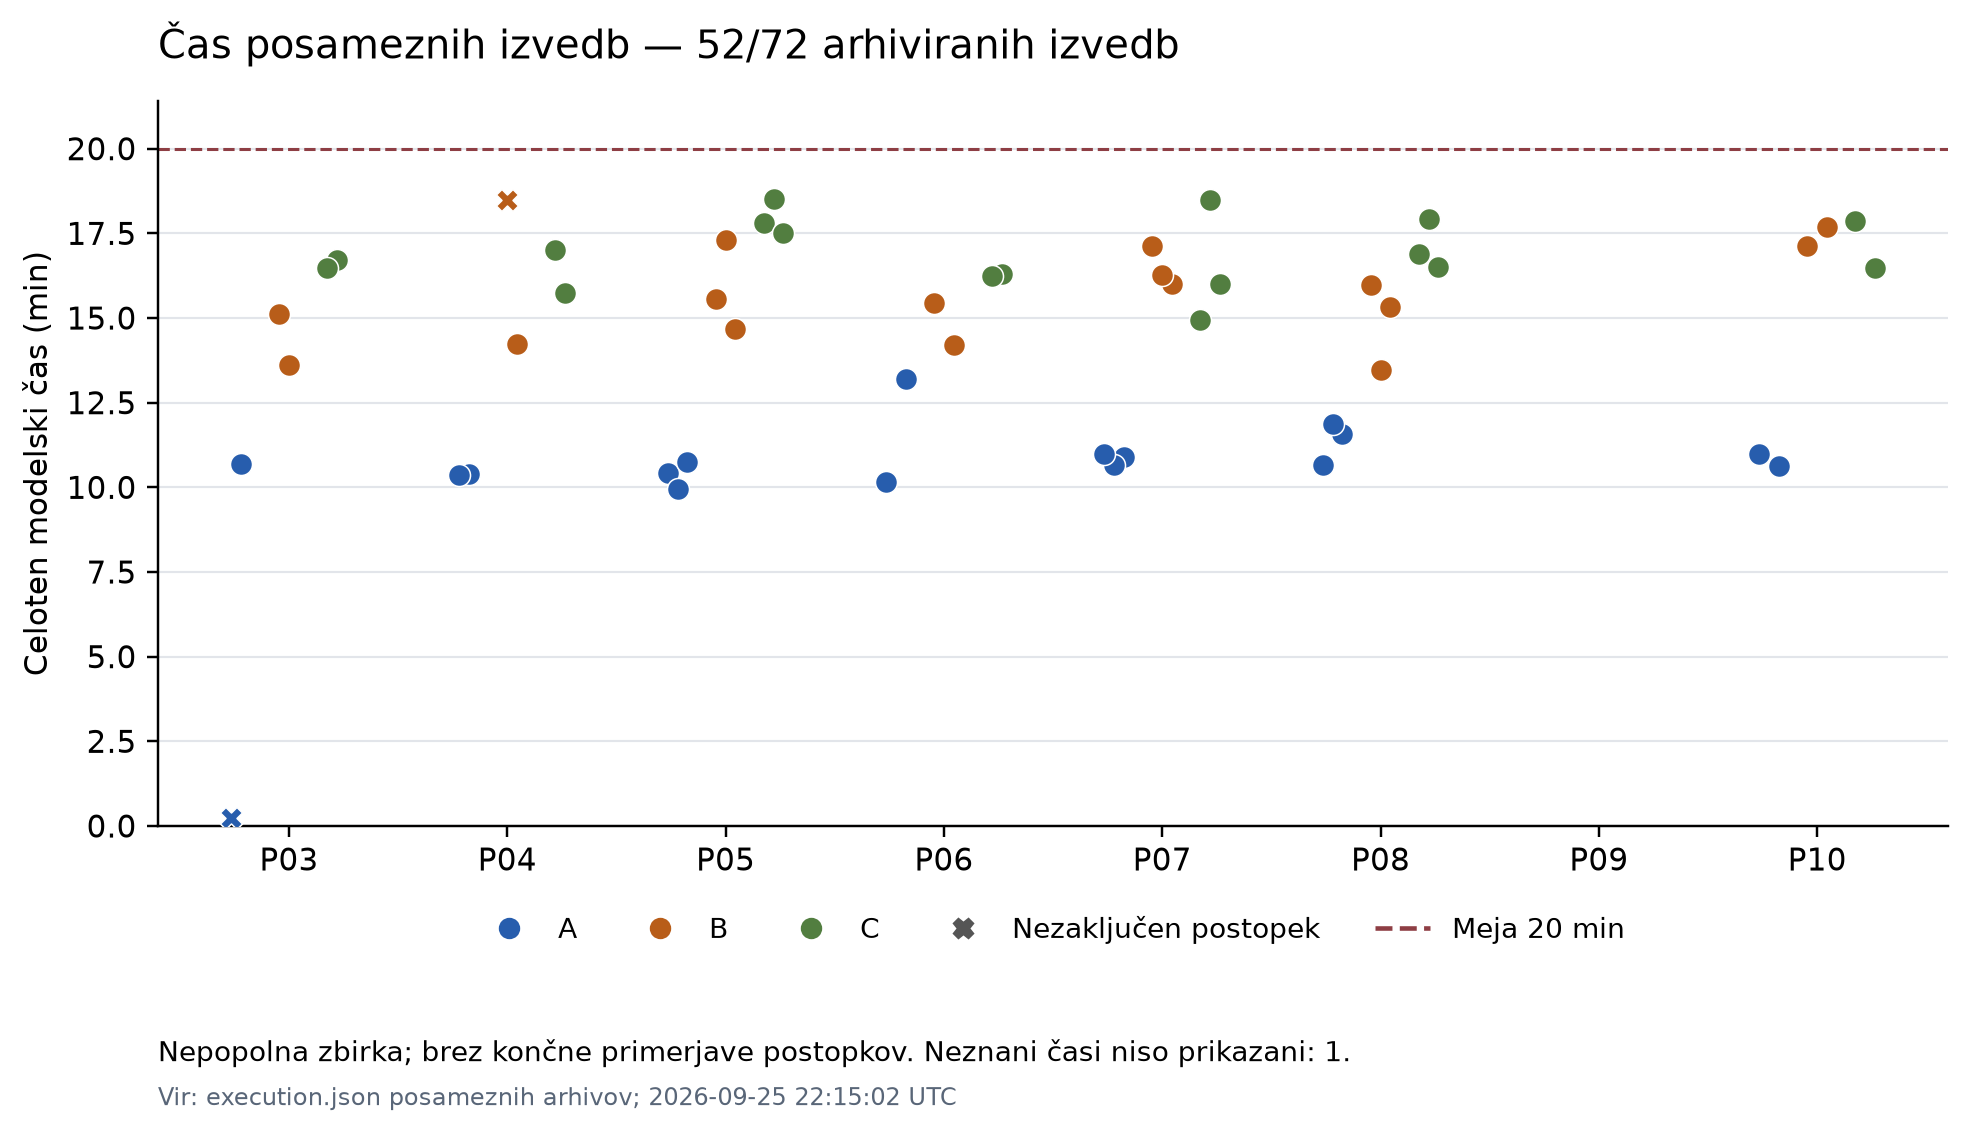 Čas posameznih izvedb — 52/72 arhiviranih izvedb
Celoten modelski čas (min)
20.0
17.5
15.0
12.5
10.0
7.5
5.0
2.5
0.0
P03 P04 P05 P06 P07 P08 P09 P10
A B C Nezaključen postopek Meja 20 min
Nepopolna zbirka; brez končne primerjave postopkov. Neznani časi niso prikazani: 1.
Vir: execution.json posameznih arhivov; 2026-09-25 22:15:02 UTC